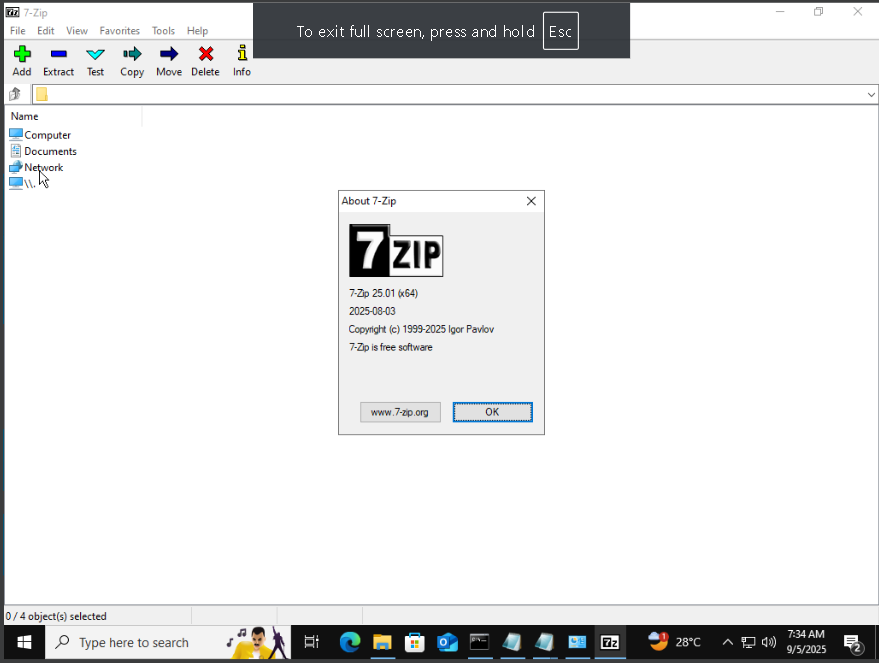 7-Zip
To exit full screen, press and hold Esc
File Edit View Favorites Tools Help
Add Extract Test Copy Move Delete Info
Name
Computer
Documents
Network
\\.
About 7-Zip
7 ZIP
7-Zip 25.01 (x64)
2025-08-03
Copyright (c) 1999-2025 Igor Pavlov
7-Zip is free software
www.7-zip.org OK
0 / 4 object(s) selected
Type here to search 28°C 7:34 AM
9/5/2025
2